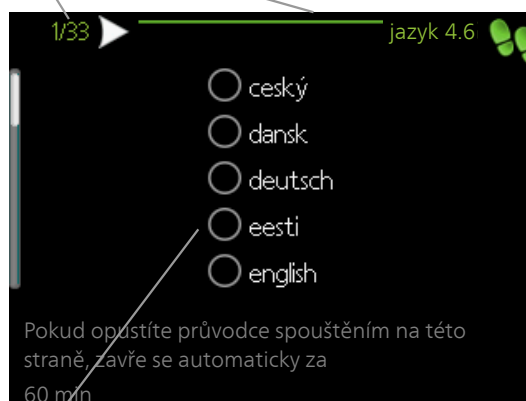 1/33
jazyk 4.6
ceský
dansk
deutsch
eesti
english
Pokud opustíte průvodce spouštěním na této
straně, zavře se automaticky za
60 min